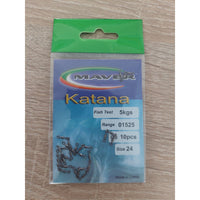 MAVER
Katana
Fish Test 5kgs
Range 01525
10pcs
Size 24